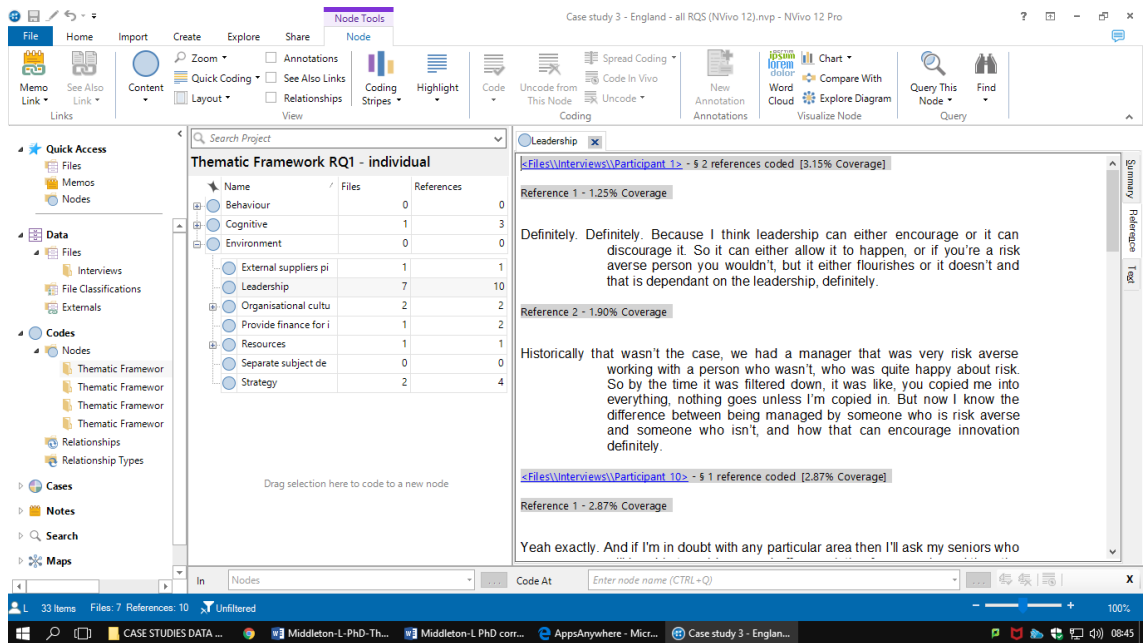 Node Tools
Case study 3 - England - all RQS (NVivo 12).nvp - NVivo 12 Pro
File Home Import Create Explore Share Node
Memo Link
See Also Link
Links
Content
Zoom
Quick Coding
Layout
Annotations
See Also Links
Relationships
Coding Stripes
Highlight
View
Code
Uncode from This Node
Spread Coding
Code In Vivo
Uncode
Coding
New Annotation
Annotations
Word Cloud
Chart
Compare With
Explore Diagram
Visualize Node
Query This Node
Find
Query
Quick Access
Files
Memos
Nodes
Data
Files
Interviews
File Classifications
Externals
Codes
Nodes
Thematic Framewor
Thematic Framewor
Thematic Framewor
Thematic Framewor
Relationships
Relationship Types
Cases
Notes
Search
Maps
Search Project
Thematic Framework RQ1 - individual
Name Files References
Behaviour 0 0
Cognitive 1 3
Environment 0 0
External suppliers pi 1 1
Leadership 7 10
Organisational cultu 2 2
Provide finance for i 1 2
Resources 1 1
Separate subject de 0 0
Strategy 2 4
Drag selection here to code to a new node
Leadership
<Files\\Interviews\\Participant 1> - § 2 references coded [3.15% Coverage]
Reference 1 - 1.25% Coverage
Definitely. Definitely. Because I think leadership can either encourage or it can
discourage it. So it can either allow it to happen, or if you're a risk
averse person you wouldn't, but it either flourishes or it doesn't and
that is dependant on the leadership, definitely.
Reference 2 - 1.90% Coverage
Historically that wasn't the case, we had a manager that was very risk averse
working with a person who wasn't, who was quite happy about risk.
So by the time it was filtered down, it was like, you copied me into
everything, nothing goes unless I'm copied in. But now I know the
difference between being managed by someone who is risk averse
and someone who isn't, and how that can encourage innovation
definitely.
<Files\\Interviews\\Participant 10> - § 1 reference coded [2.87% Coverage]
Reference 1 - 2.87% Coverage
Yeah exactly. And if I'm in doubt with any particular area then I'll ask my seniors who
Summary
Reference
Text
In Nodes
Code At Enter node name (CTRL+Q)
L 33 Items Files: 7 References: 10 Unfiltered
100%
CASE STUDIES DATA ...
Middleton-L-PhD-Th...
Middleton-L PhD corr...
AppsAnywhere - Micr...
Case study 3 - Englan...
08:45